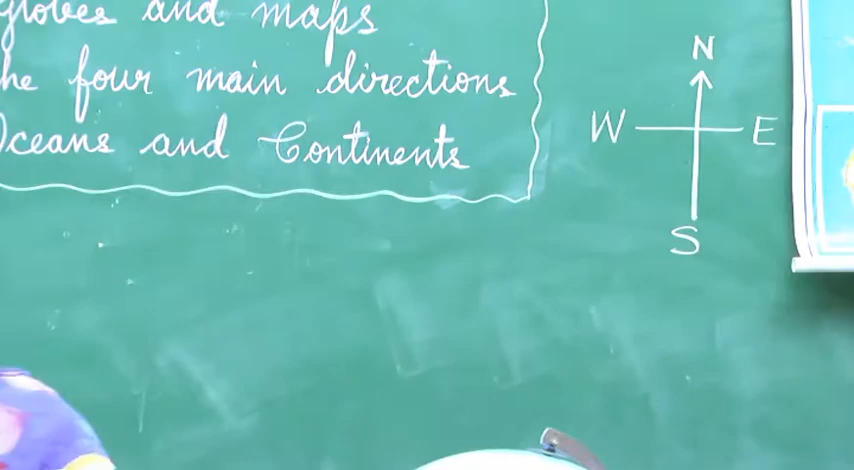 globes and maps
the four main directions
Oceans and Continents
N
W E
S